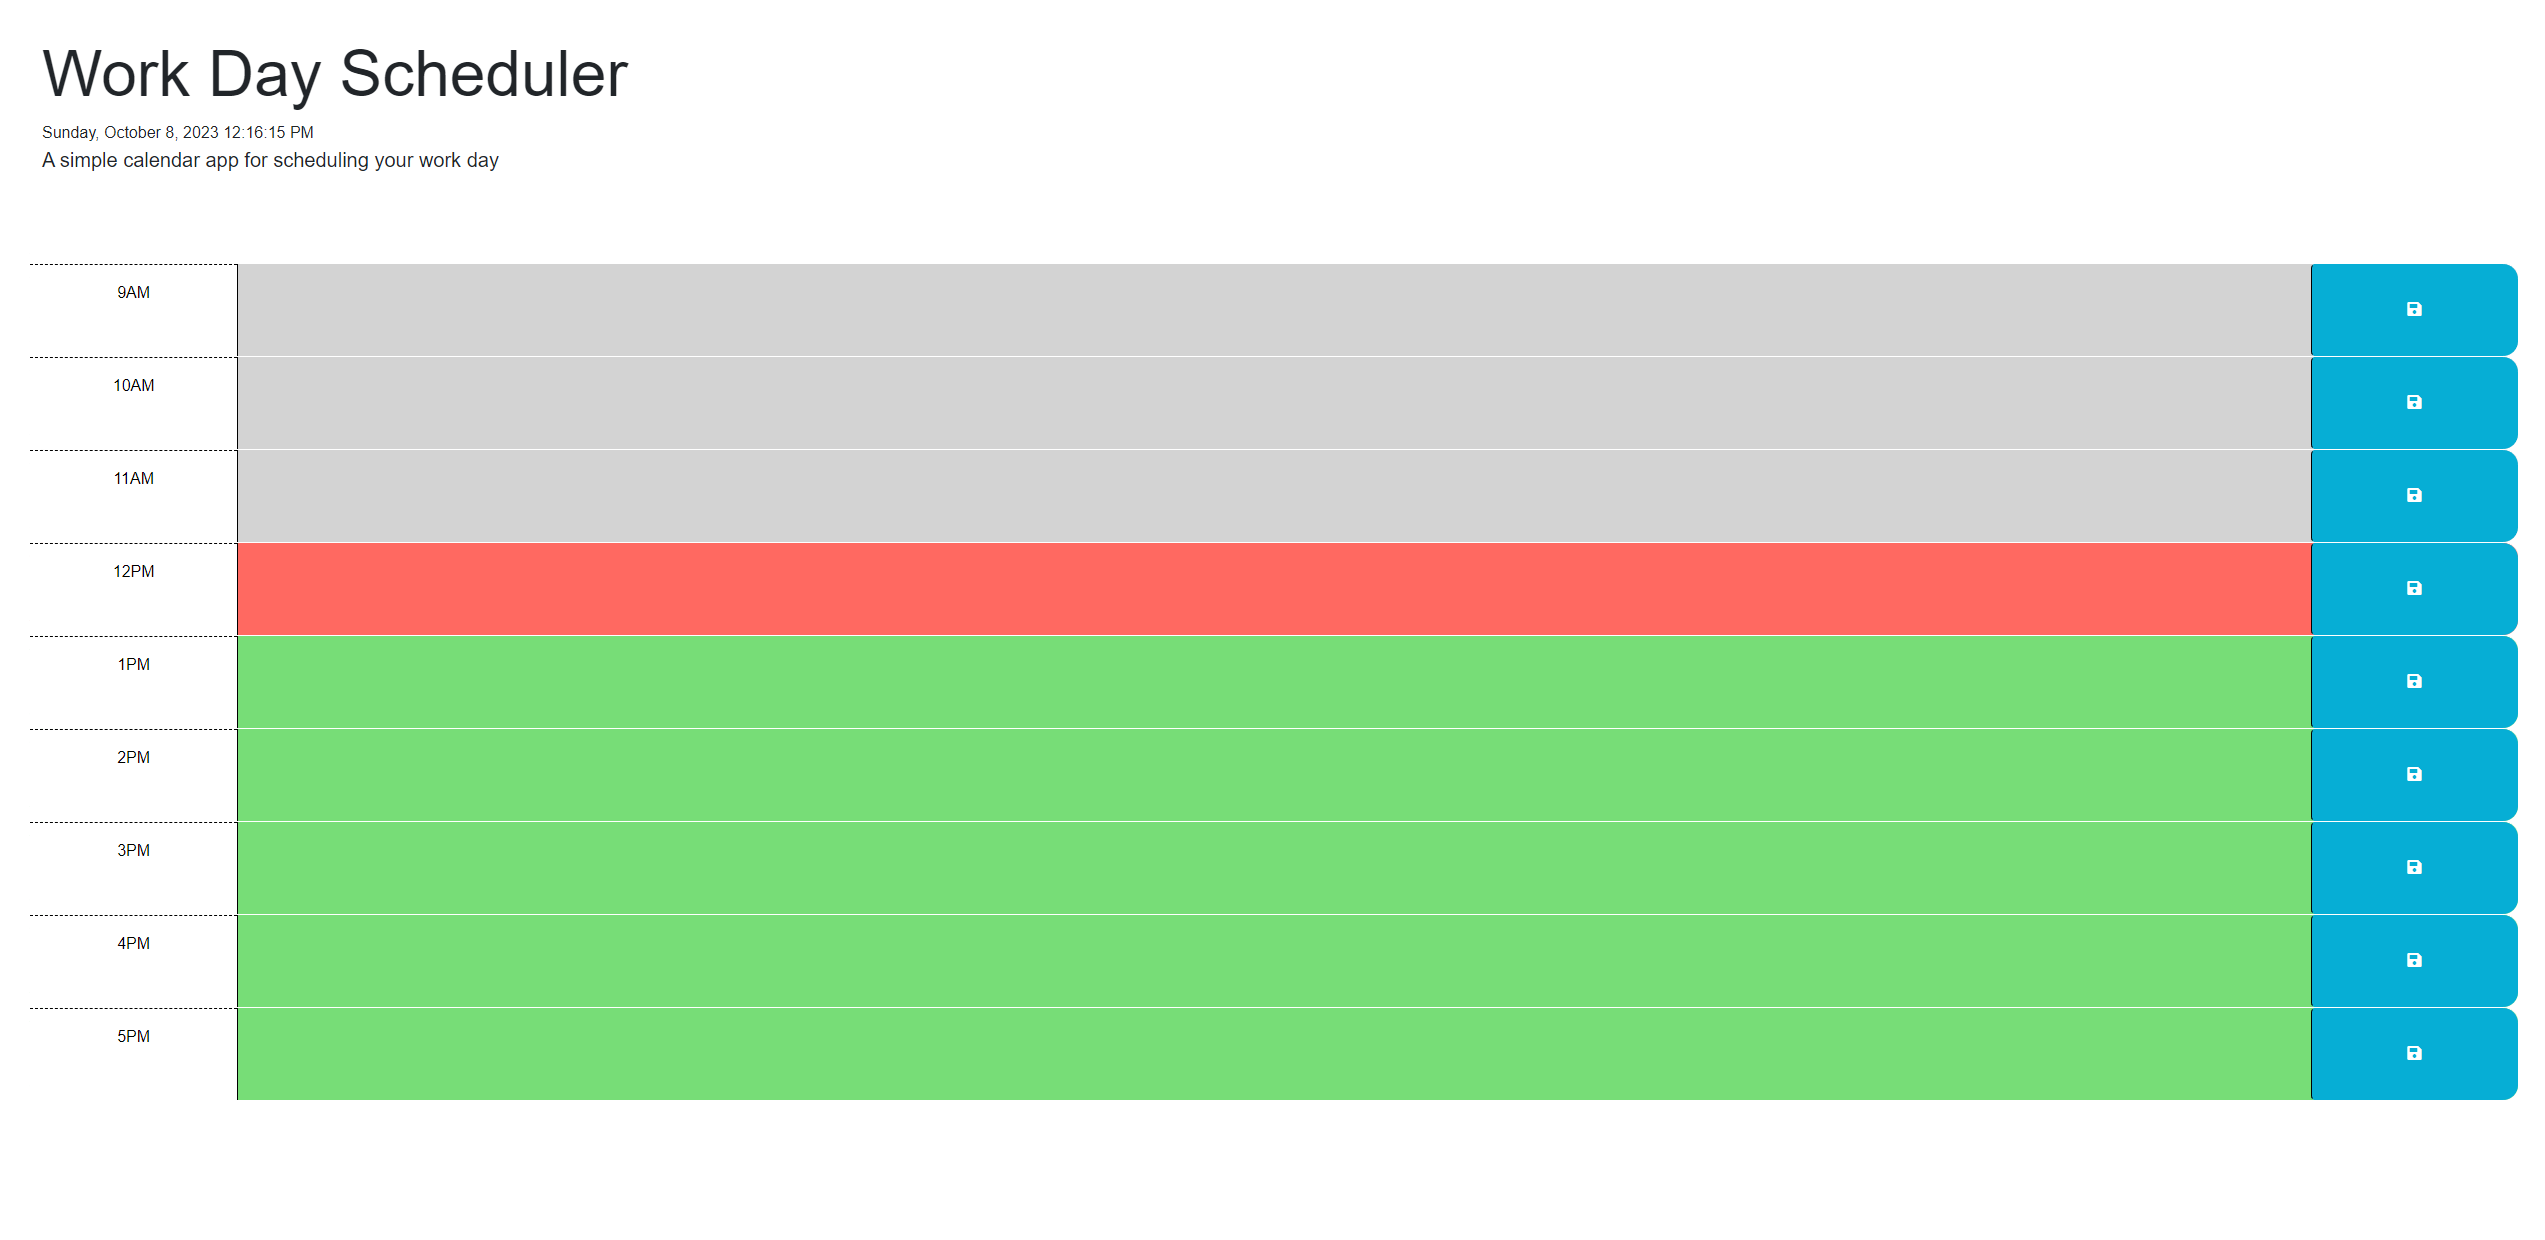 Work Day Scheduler
Sunday, October 8, 2023 12:16:15 PM
A simple calendar app for scheduling your work day
9AM
10AM
11AM
12PM
1PM
2PM
3PM
4PM
5PM